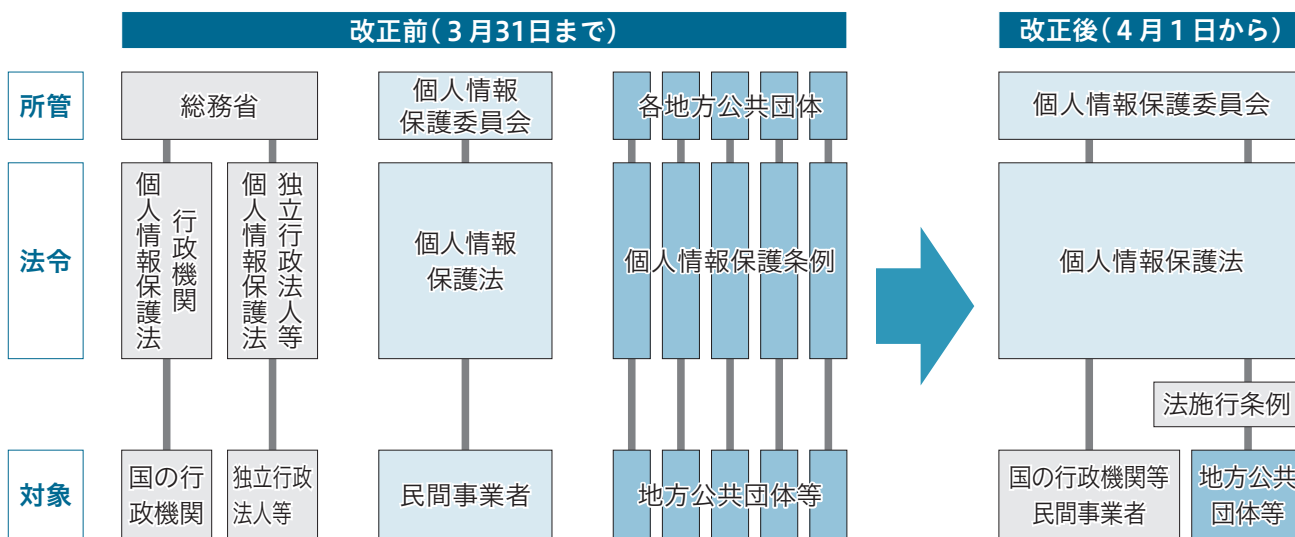 改正前(3月31日まで)
改正後(4月1日から)
所管
総務省
個人情報
保護委員会
各地方公共団体
個人情報保護委員会
法令
行政機関
個人情報保護法
独立行政法人等
個人情報保護法
個人情報
保護法
個人情報保護条例
個人情報保護法
法施行条例
対象
国の行
政機関
独立行政
法人等
民間事業者
地方公共団体等
国の行政機関等
民間事業者
地方公共
団体等